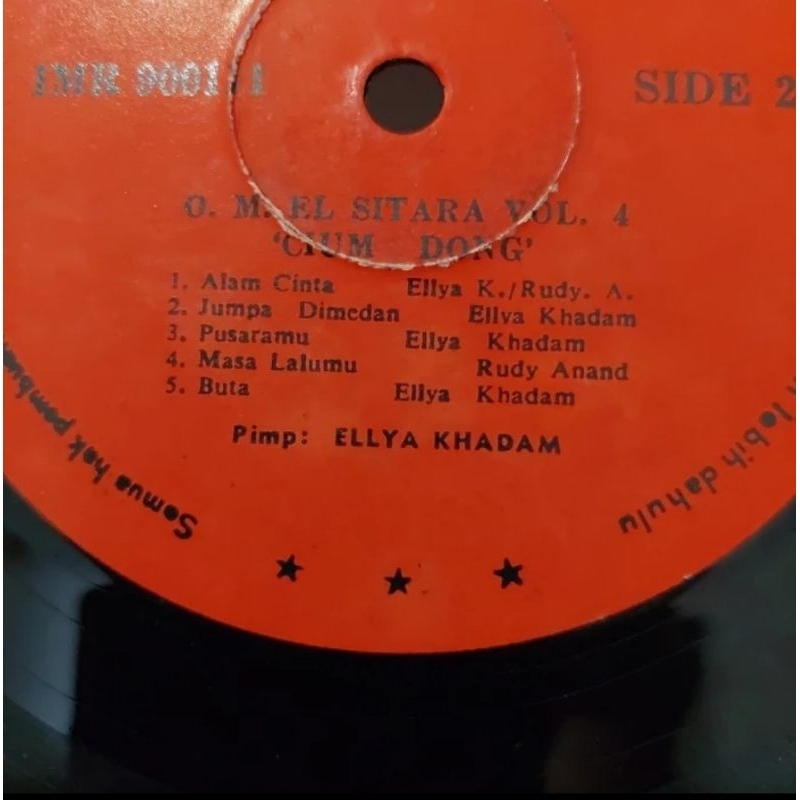 SIDE 2
O. M. EL SITARA VOL. 4
'CIUM DONG'
1. Alam Cinta Ellya K./Rudy. A.
2. Jumpa Dimedan Ellya Khadam
3. Pusaramu Ellya Khadam
4. Masa Lalumu Rudy Anand
5. Buta Ellya Khadam
Pimp: ELLYA KHADAM
Semua hak
lebih dahulu